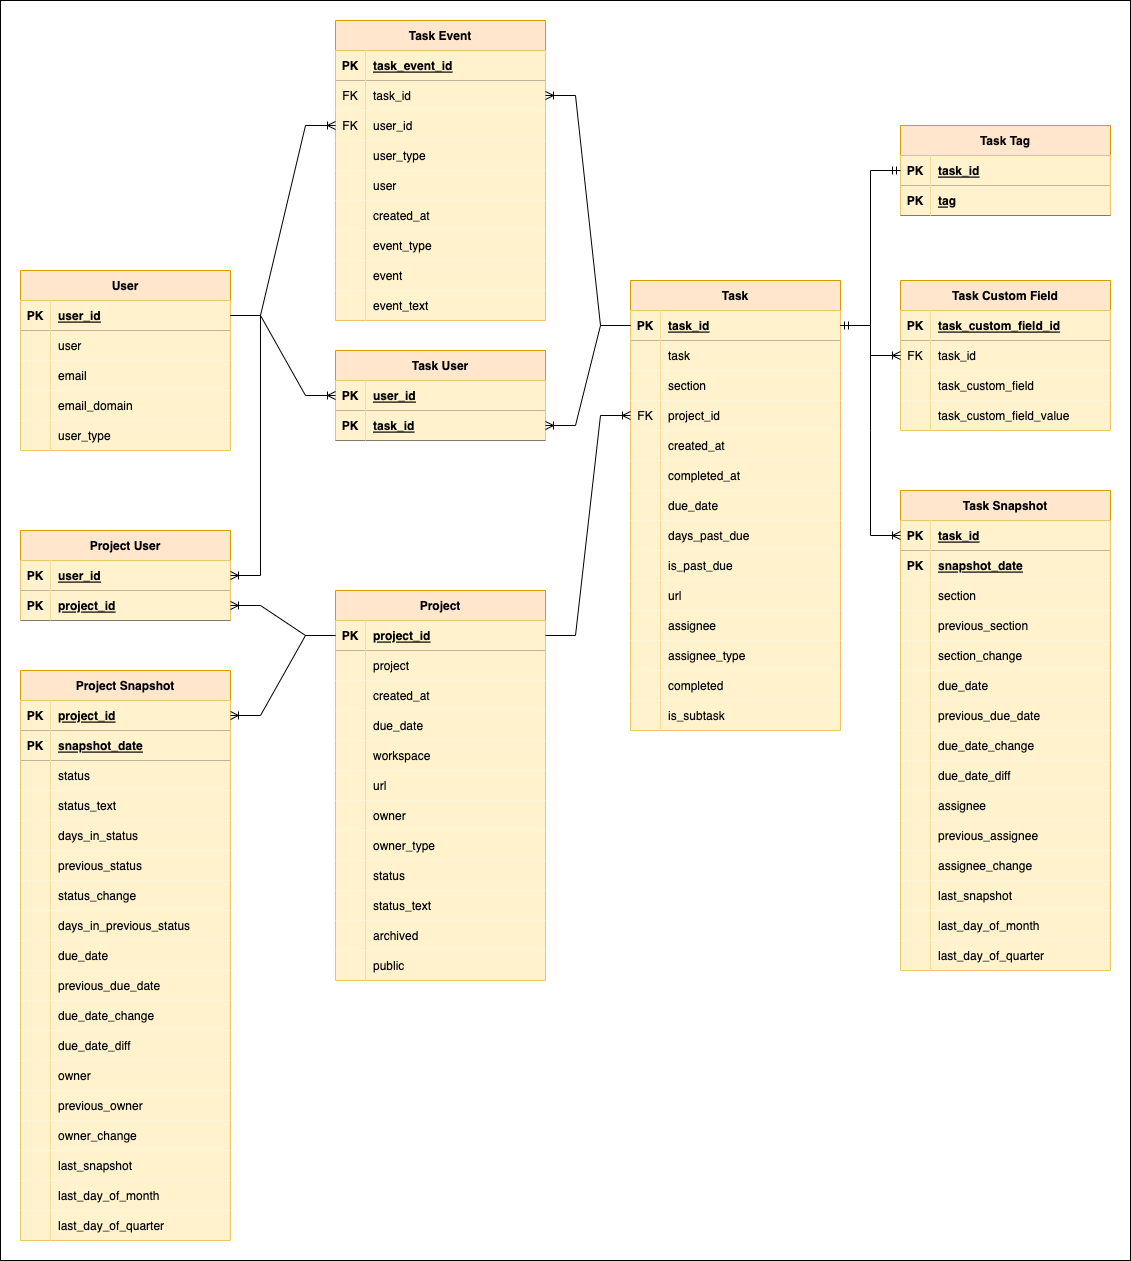 Task Event
PK task_event_id
FK task_id
FK user_id
user_type
user
created_at
event_type
event
event_text
Task Tag
PK task_id
PK tag
User
PK user_id
user
email
email_domain
user_type
Task User
PK user_id
PK task_id
Task
PK task_id
task
section
FK project_id
created_at
completed_at
due_date
days_past_due
is_past_due
url
assignee
assignee_type
completed
is_subtask
Task Custom Field
PK task_custom_field_id
FK task_id
task_custom_field
task_custom_field_value
Task Snapshot
PK task_id
PK snapshot_date
section
previous_section
section_change
due_date
previous_due_date
due_date_change
due_date_diff
assignee
previous_assignee
assignee_change
last_snapshot
last_day_of_month
last_day_of_quarter
Project User
PK user_id
PK project_id
Project
PK project_id
project
created_at
due_date
workspace
url
owner
owner_type
status
status_text
archived
public
Project Snapshot
PK project_id
PK snapshot_date
status
status_text
days_in_status
previous_status
status_change
days_in_previous_status
due_date
previous_due_date
due_date_change
due_date_diff
owner
previous_owner
owner_change
last_snapshot
last_day_of_month
last_day_of_quarter